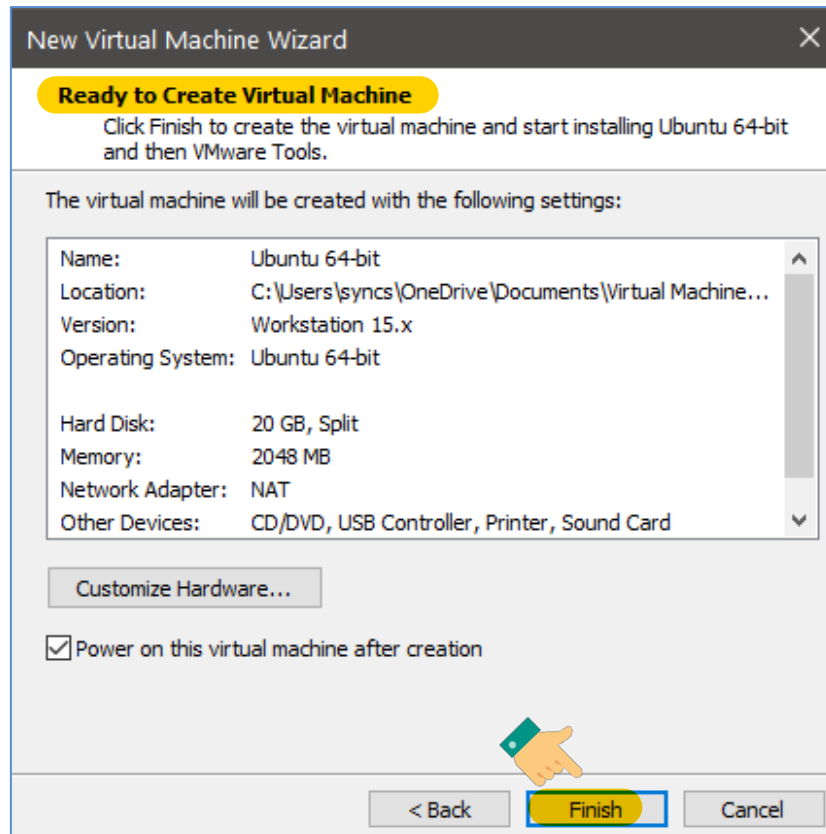 New Virtual Machine Wizard
Ready to Create Virtual Machine
Click Finish to create the virtual machine and start installing Ubuntu 64-bit
and then VMware Tools.
The virtual machine will be created with the following settings:
Name: Ubuntu 64-bit
Location: C:\Users\syncs\OneDrive\Documents\Virtual Machine...
Version: Workstation 15.x
Operating System: Ubuntu 64-bit
Hard Disk: 20 GB, Split
Memory: 2048 MB
Network Adapter: NAT
Other Devices: CD/DVD, USB Controller, Printer, Sound Card
Customize Hardware...
Power on this virtual machine after creation
< Back Finish Cancel